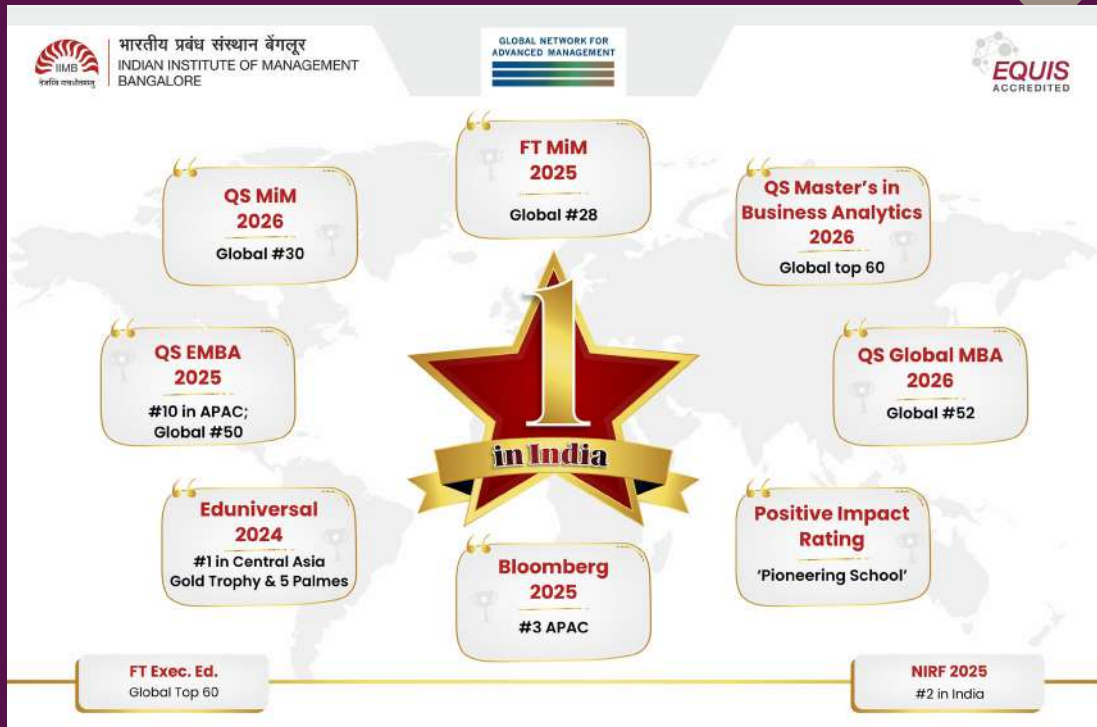 भारतीय प्रबंध संस्थान बेंगलूर
INDIAN INSTITUTE OF MANAGEMENT
BANGALORE
IIMB
तेजस्वि नावधीतमस्तु
GLOBAL NETWORK FOR
ADVANCED MANAGEMENT
EQUIS
ACCREDITED
FT MiM
2025
Global #28
QS MiM
2026
Global #30
QS Master's in
Business Analytics
2026
Global top 60
QS EMBA
2025
#10 in APAC;
Global #50
1
in India
QS Global MBA
2026
Global #52
Eduniversal
2024
#1 in Central Asia
Gold Trophy & 5 Palmes
Bloomberg
2025
#3 APAC
Positive Impact
Rating
‘Pioneering School’
FT Exec. Ed.
Global Top 60
NIRF 2025
#2 in India